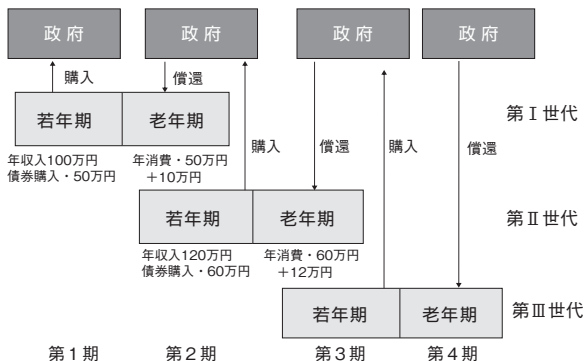 政府 政府 政府 政府
購入 償還
若年期 老年期 第Ⅰ世代
購入 償還 購入 償還
年収入100万円 年消費・50万円
債券購入・50万円 +10万円
若年期 老年期 第Ⅱ世代
年収入120万円 年消費・60万円
債券購入・60万円 +12万円
若年期 老年期 第Ⅲ世代
第1期 第2期 第3期 第4期